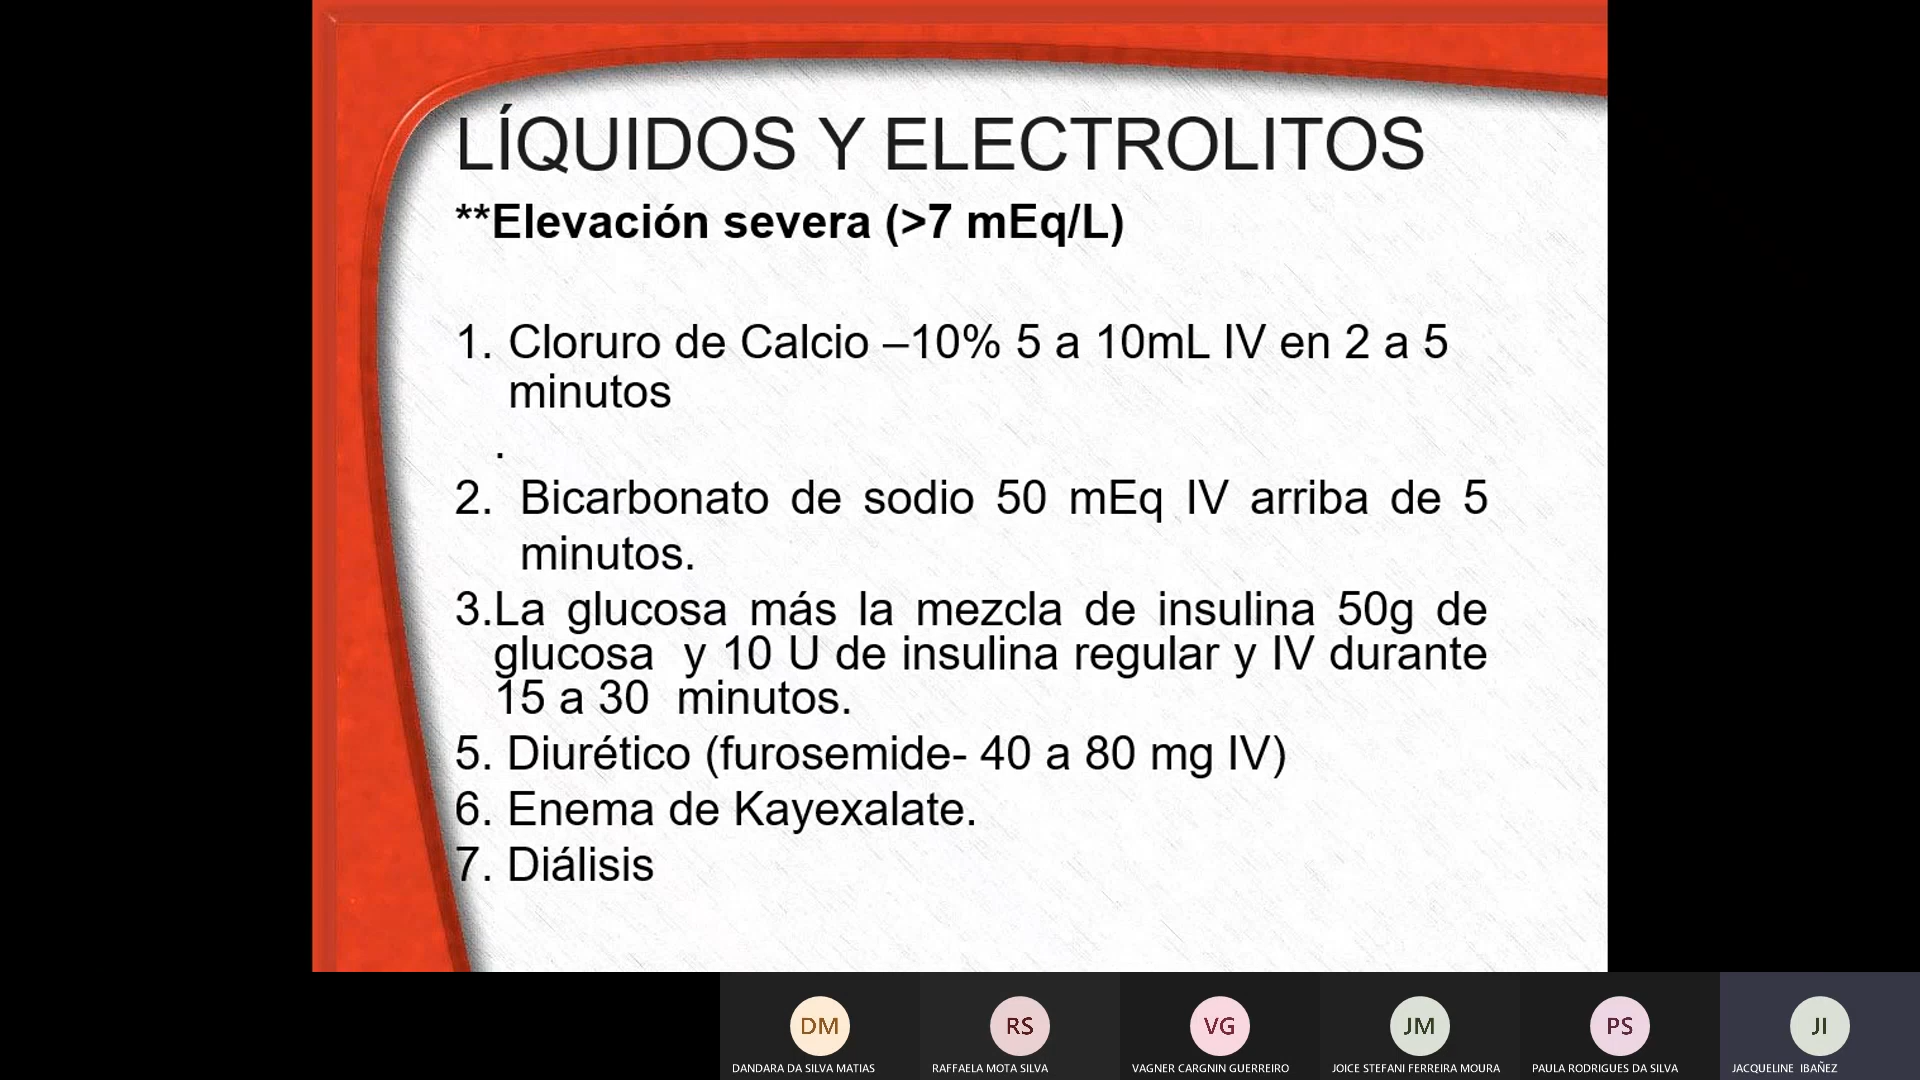 LÍQUIDOS Y ELECTROLITOS
**Elevación severa (>7 mEq/L)
1. Cloruro de Calcio –10% 5 a 10mL IV en 2 a 5
minutos
.
2. Bicarbonato de sodio 50 mEq IV arriba de 5
minutos.
3.La glucosa más la mezcla de insulina 50g de
glucosa y 10 U de insulina regular y IV durante
15 a 30 minutos.
5. Diurético (furosemide- 40 a 80 mg IV)
6. Enema de Kayexalate.
7. Diálisis
DM RS VG JM PS JI
DANDARA DA SILVA MATIAS RAFFAELA MOTA SILVA VAGNER CARGNIN GUERREIRO JOICE STEFANI FERREIRA MOURA PAULA RODRIGUES DA SILVA JACQUELINE IBAÑEZ